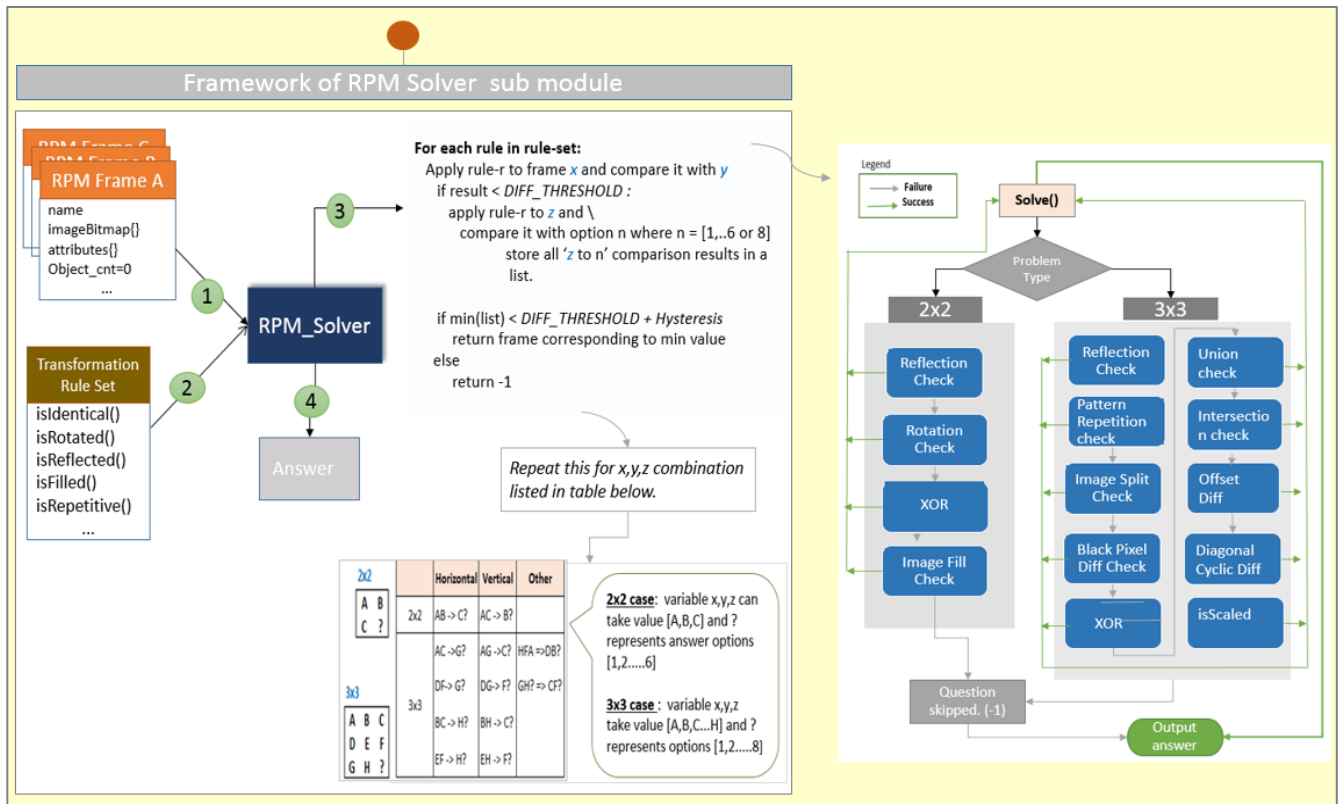 Framework of RPM Solver sub module
RPM Frame C
RPM Frame B
RPM Frame A
name
imageBitmap{}
attributes{}
Object_cnt=0
...
1
Transformation
Rule Set
isIdentical()
isRotated()
isReflected()
isFilled()
isRepetitive()
...
2
RPM_Solver
3
4
Answer
For each rule in rule-set:
Apply rule-r to frame x and compare it with y
if result < DIFF_THRESHOLD :
apply rule-r to z and \
compare it with option n where n = [1,..6 or 8]
store all ‘z to n’ comparison results in a
list.
if min(list) < DIFF_THRESHOLD + Hysteresis
return frame corresponding to min value
else
return -1
Repeat this for x,y,z combination
listed in table below.
2x2
A B
C ?
3x3
A B C
D E F
G H ?
Horizontal Vertical Other
2x2 AB -> C? AC -> B?
3x3
AC ->G? AG ->C? HFA =>DB?
DF-> G? DG-> F? GH? => CF?
BC -> H? BH -> C?
EF -> H? EH -> F?
2x2 case: variable x,y,z can
take value [A,B,C] and ?
represents answer options
[1,2.....6]
3x3 case: variable x,y,z
take value [A,B,C...H] and ?
represents options [1,2.....8]
Legend
Failure
Success
Solve()
Problem
Type
2x2
Reflection
Check
Rotation
Check
XOR
Image Fill
Check
3x3
Reflection
Check
Pattern
Repetition
check
Image Split
Check
Black Pixel
Diff Check
XOR
Union
check
Intersectio
n check
Offset
Diff
Diagonal
Cyclic Diff
isScaled
Question
skipped. (-1)
Output
answer